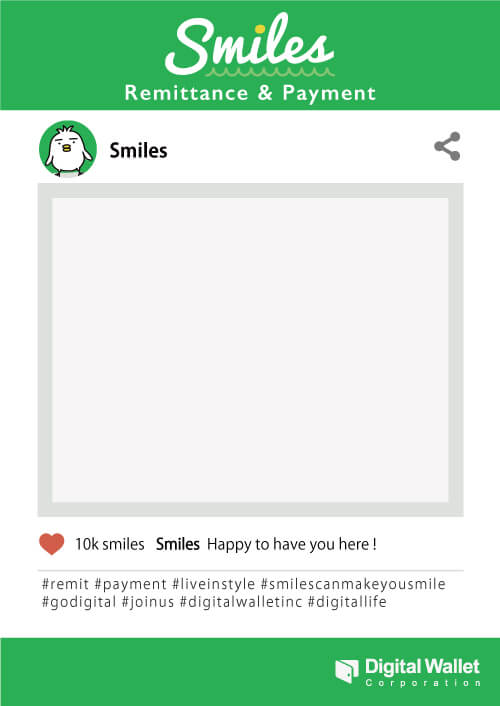 Smiles
Remittance & Payment
Smiles
10k smiles Smiles Happy to have you here !
#remit #payment #liveinstyle #smilescanmakeyousmile
#godigital #joinus #digitalwalletinc #digitallife
Digital Wallet
Corporation